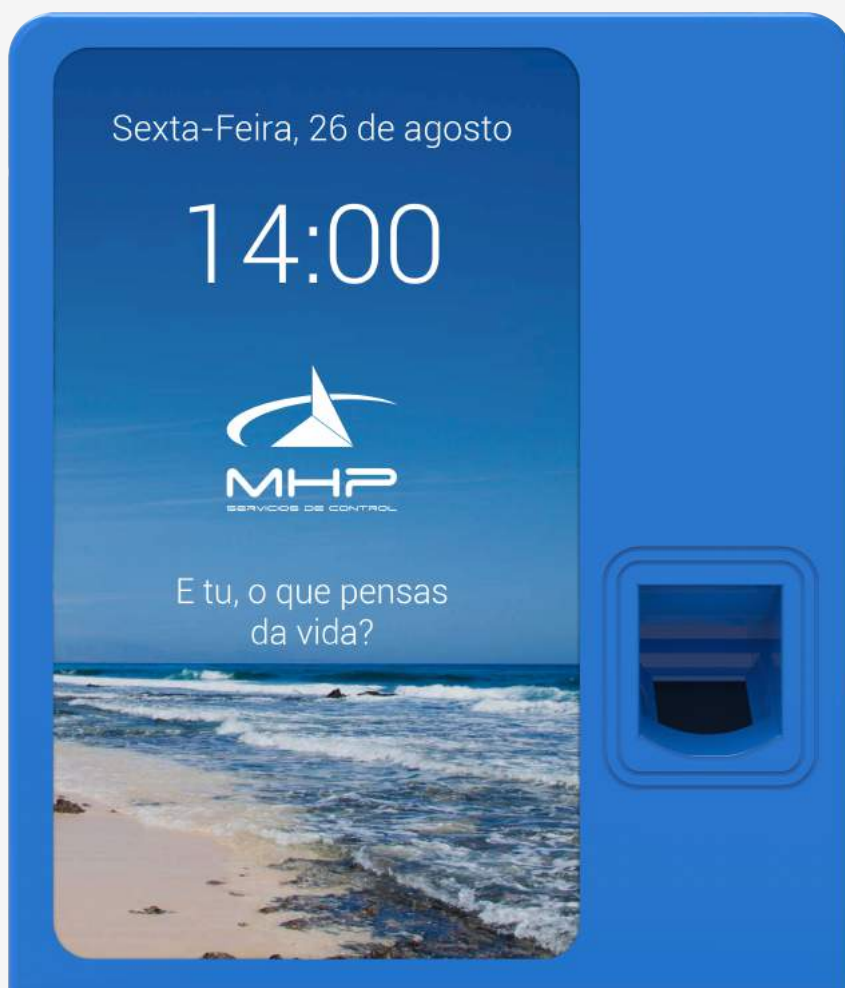 Sexta-Feira, 26 de agosto
14:00
MHP
SERVICIOS DE CONTROL
E tu, o que pensas
da vida?